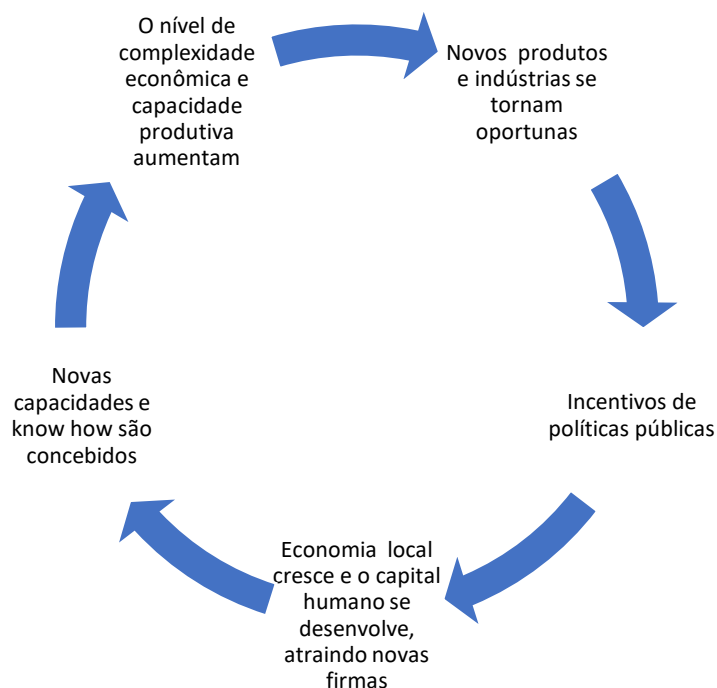 O nível de
complexidade
econômica e
capacidade
produtiva
aumentam
Novos produtos
e indústrias se
tornam
oportunas
Incentivos de
políticas públicas
Economia local
cresce e o capital
humano se
desenvolve,
atraindo novas
firmas
Novas
capacidades e
know how são
concebidos